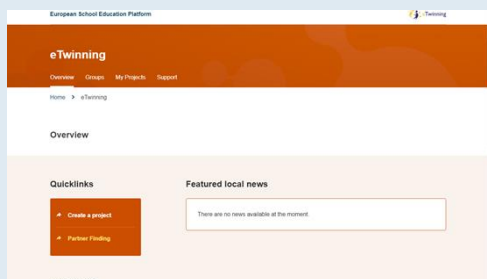 European School Education Platform
eTwinning
eTwinning
Overview Groups My Projects Support
Home > eTwinning
Overview
Quicklinks
Featured local news
Create a project
There are no news available at the moment
Partner Finding